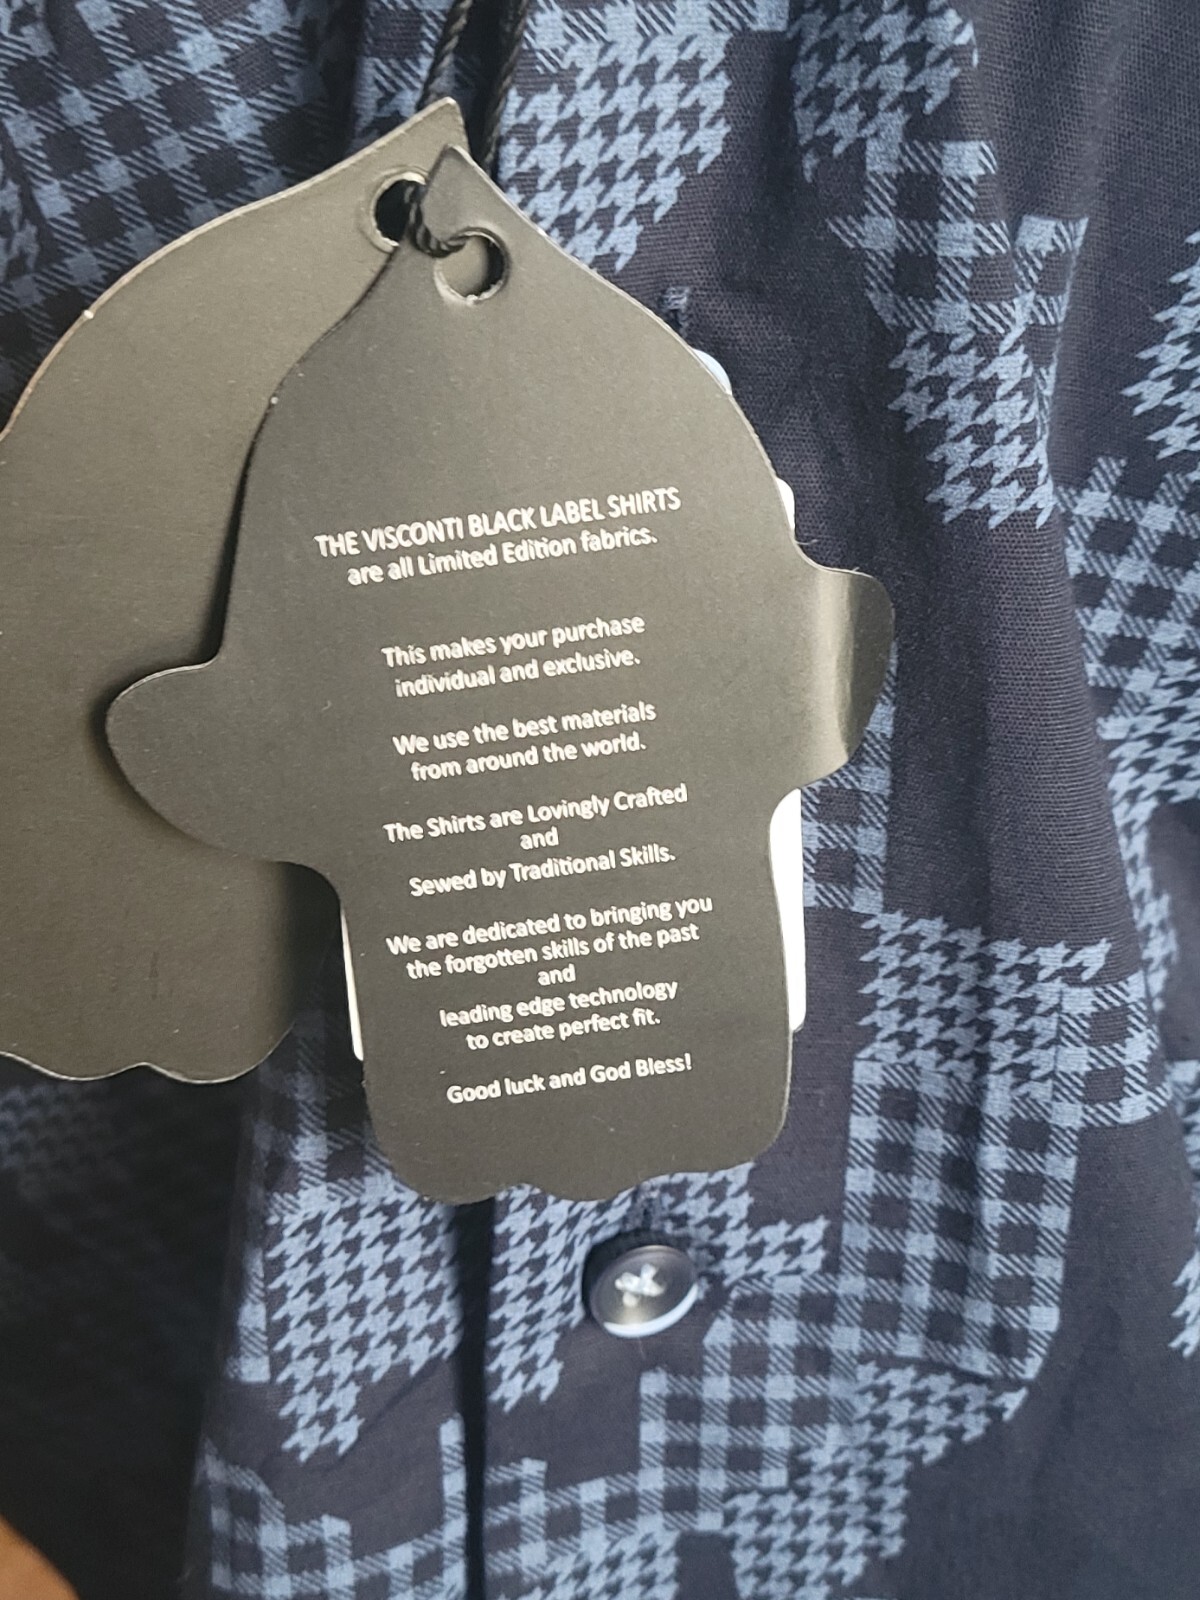 THE VISCONTI BLACK LABEL SHIRTS
are all Limited Edition fabrics.
This makes your purchase
individual and exclusive.
We use the best materials
from around the world.
The Shirts are Lovingly Crafted
and
Sewed by Traditional Skills.
We are dedicated to bringing you
the forgotten skills of the past
and
leading edge technology
to create perfect fit.
Good luck and God Bless!